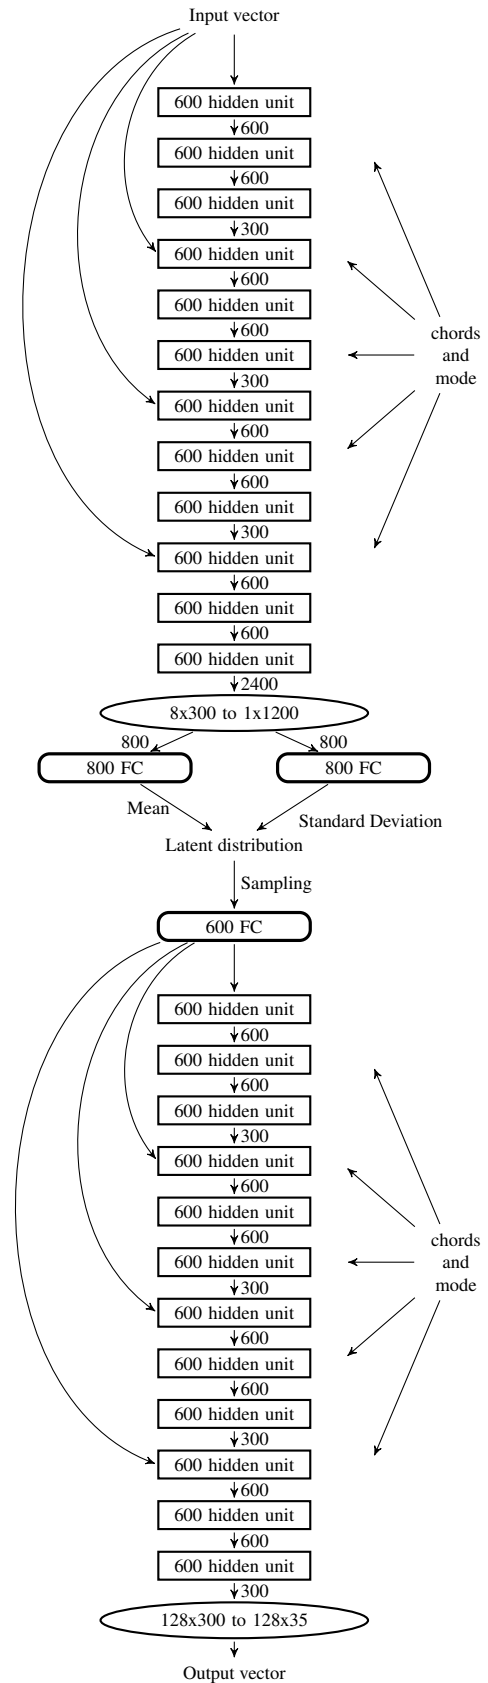 Input vector
600 hidden unit
600
600 hidden unit
600
600 hidden unit
300
600 hidden unit
600
600 hidden unit
600
600 hidden unit
300
600 hidden unit
600
600 hidden unit
600
600 hidden unit
300
600 hidden unit
600
600 hidden unit
600
600 hidden unit
chords
and
mode
2400
8x300 to 1x1200
800
800
800 FC
800 FC
Mean
Standard Deviation
Latent distribution
Sampling
600 FC
600 hidden unit
600
600 hidden unit
600
600 hidden unit
300
600 hidden unit
600
600 hidden unit
600
600 hidden unit
300
600 hidden unit
600
600 hidden unit
600
600 hidden unit
300
600 hidden unit
600
600 hidden unit
600
600 hidden unit
chords
and
mode
300
128x300 to 128x35
Output vector